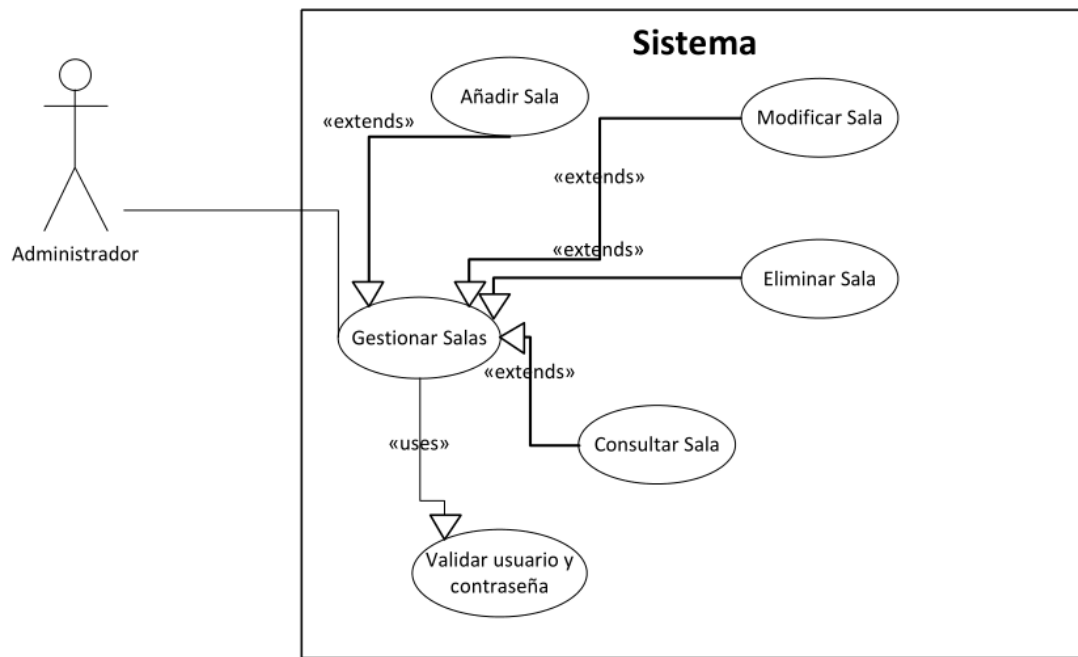 Sistema
Añadir Sala
Modificar Sala
«extends»
«extends»
Administrador
«extends»
Eliminar Sala
Gestionar Salas
«extends»
«uses»
Consultar Sala
Validar usuario y
contraseña